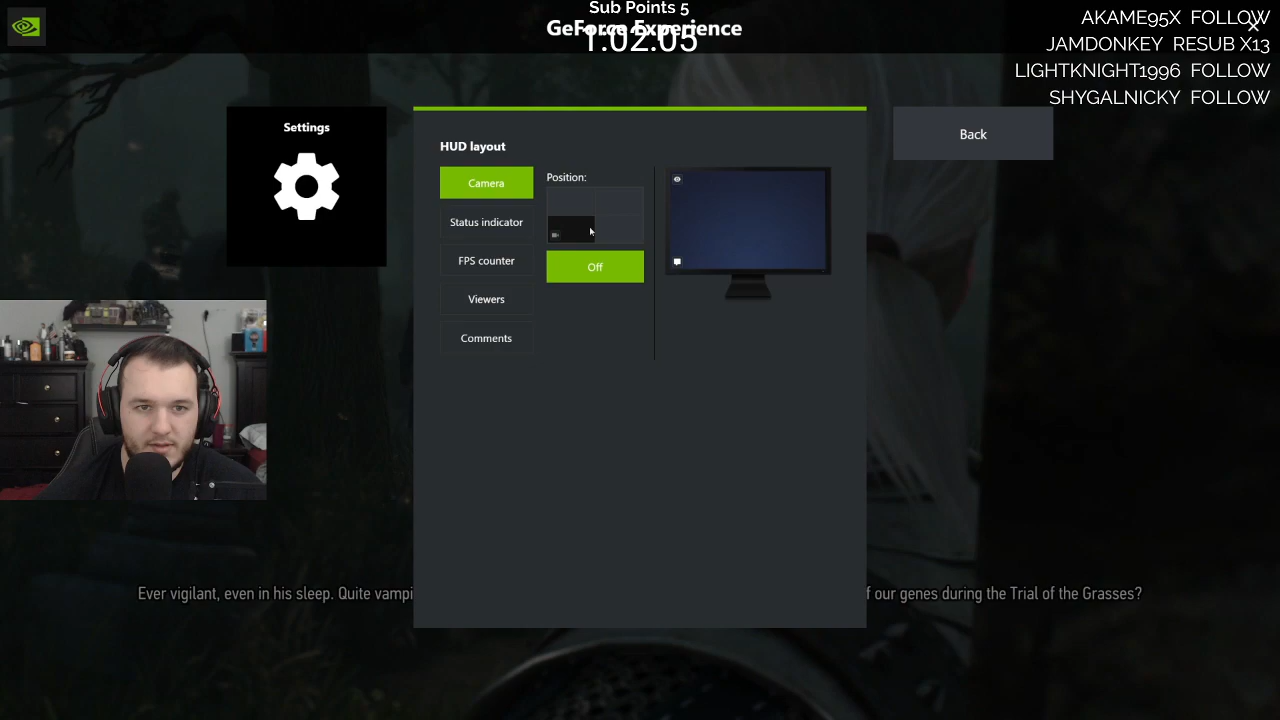 Sub Points 5
GeForce Experience
1:02:05
AKAME95X FOLLOW
JAMDONKEY RESUB X13
LIGHTKNIGHT1996 FOLLOW
SHYGALNICKY FOLLOW
Settings
HUD layout
Camera
Status indicator
FPS counter
Viewers
Comments
Position:
Off
Back
Ever vigilant, even in his sleep. Quite vampi
f our genes during the Trial of the Grasses?